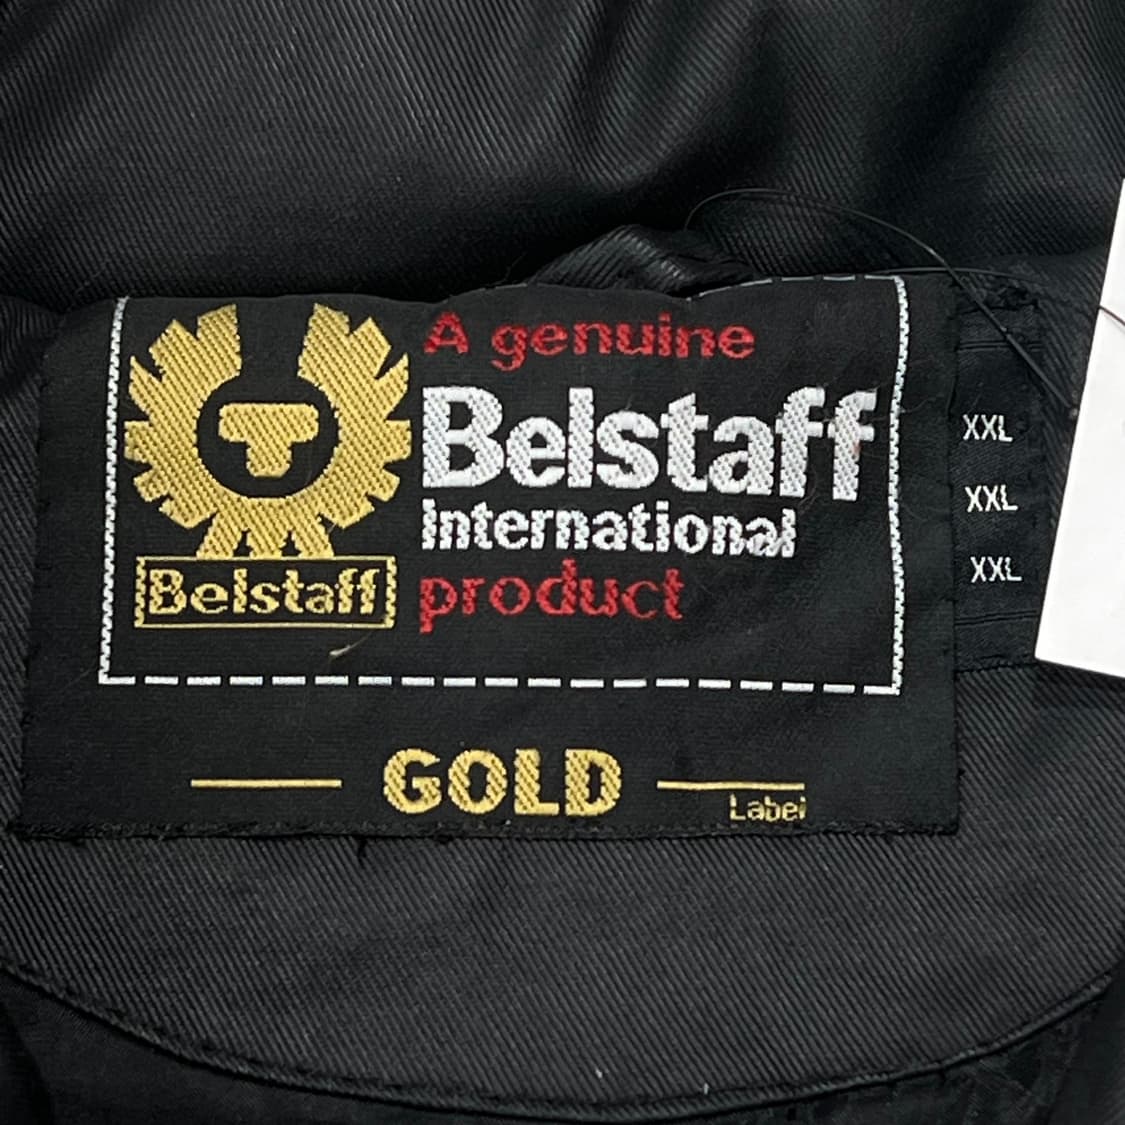 A genuine
Belstaff
International
product
Belstaff
GOLD
Label
XXL
XXL
XXL